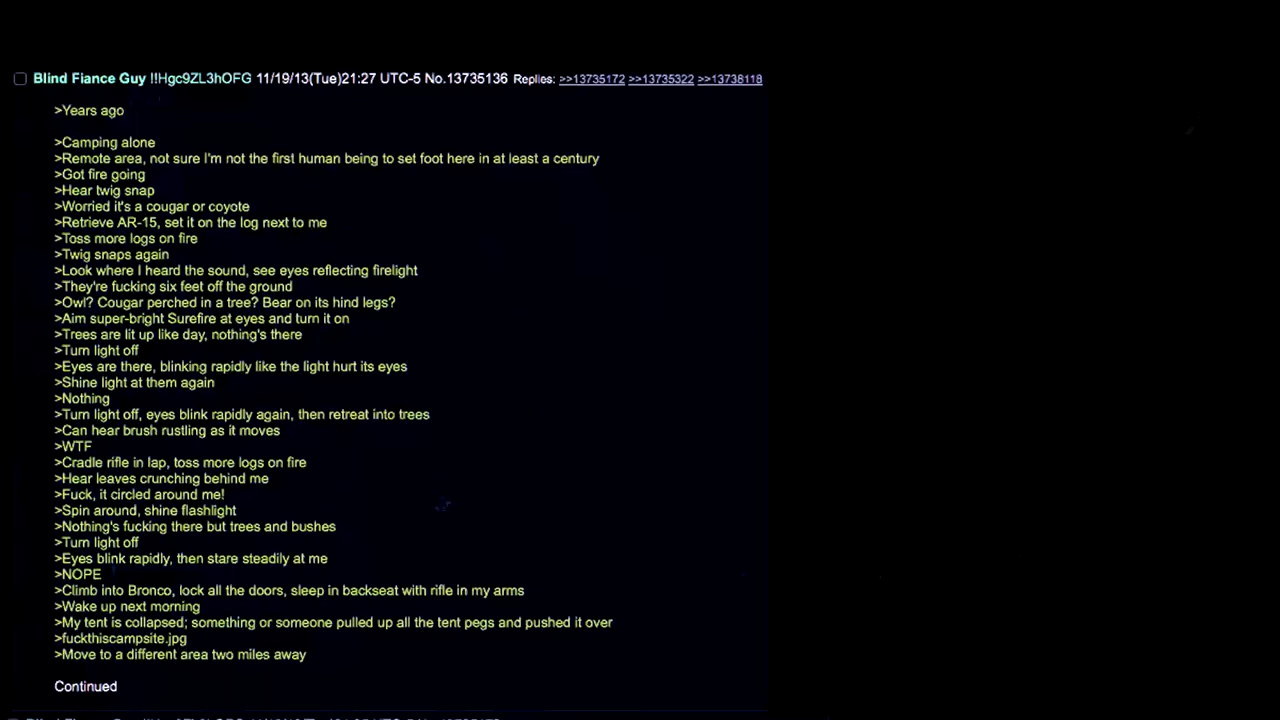 Blind Fiance Guy !!Hgc9ZL3hOFG 11/19/13(Tue)21:27 UTC-5 No.13735136 Replies: >>13735172 >>13735322 >>13738118
>Years ago
>Camping alone
>Remote area, not sure I'm not the first human being to set foot here in at least a century
>Got fire going
>Hear twig snap
>Worried it's a cougar or coyote
>Retrieve AR-15, set it on the log next to me
>Toss more logs on fire
>Twig snaps again
>Look where I heard the sound, see eyes reflecting firelight
>They're fucking six feet off the ground
>Owl? Cougar perched in a tree? Bear on its hind legs?
>Aim super-bright Surefire at eyes and turn it on
>Trees are lit up like day, nothing's there
>Turn light off
>Eyes are there, blinking rapidly like the light hurt its eyes
>Shine light at them again
>Nothing
>Turn light off, eyes blink rapidly again, then retreat into trees
>Can hear brush rustling as it moves
>WTF
>Cradle rifle in lap, toss more logs on fire
>Hear leaves crunching behind me
>Fuck, it circled around me!
>Spin around, shine flashlight
>Nothing's fucking there but trees and bushes
>Turn light off
>Eyes blink rapidly, then stare steadily at me
>NOPE
>Climb into Bronco, lock all the doors, sleep in backseat with rifle in my arms
>Wake up next morning
>My tent is collapsed; something or someone pulled up all the tent pegs and pushed it over
>fuckthiscampsite.jpg
>Move to a different area two miles away
Continued